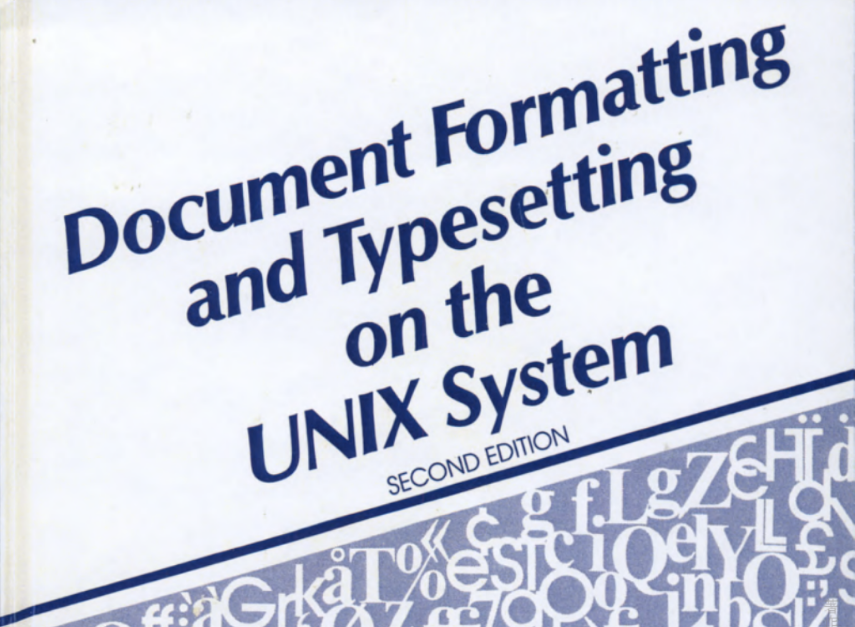 Document Formatting
and Typesetting
on the
UNIX System
SECOND EDITION